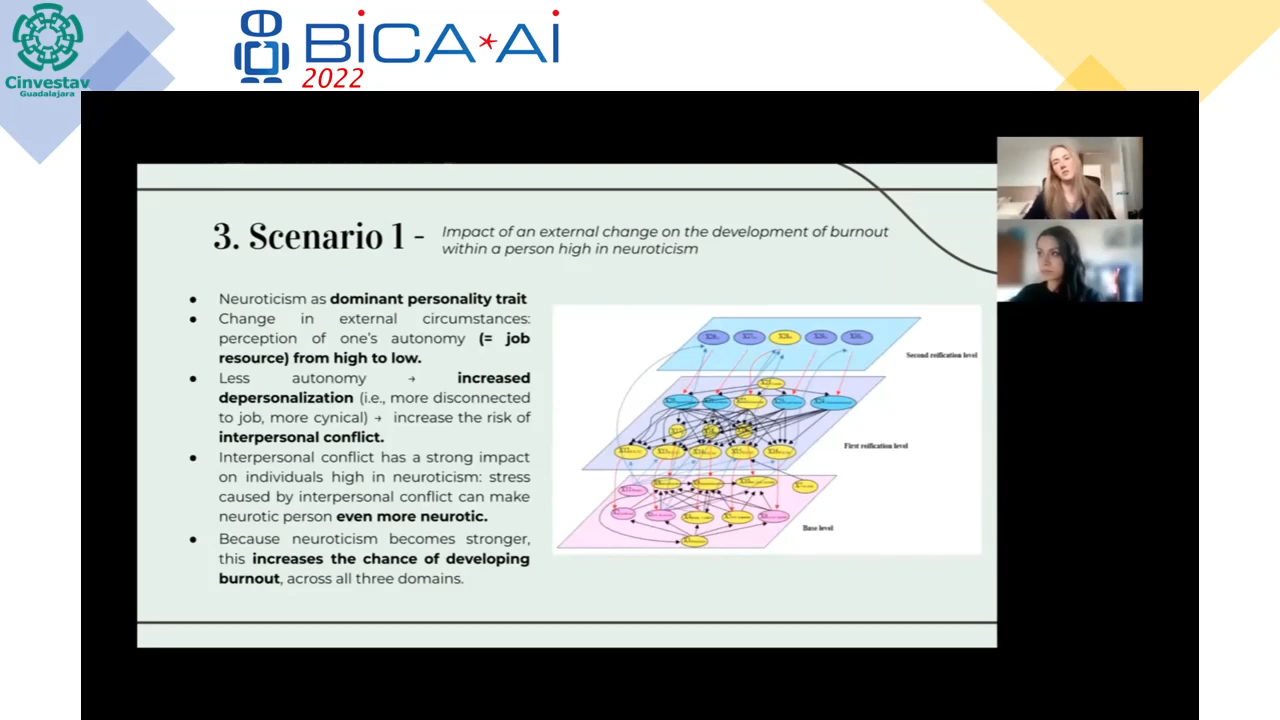 Cinvestav
Guadalajara
BiCA*Ai
2022
3. Scenario 1 -
Impact of an external change on the development of burnout
within a person high in neuroticism
● Neuroticism as dominant personality trait
● Change in external circumstances:
perception of one's autonomy (= job
resource) from high to low.
● Less autonomy → increased
depersonalization (i.e., more disconnected
to job, more cynical) → increase the risk of
interpersonal conflict.
● Interpersonal conflict has a strong impact
on individuals high in neuroticism: stress
caused by interpersonal conflict can make
neurotic person even more neurotic.
● Because neuroticism becomes stronger,
this increases the chance of developing
burnout, across all three domains.
Second reification level
First reification level
Base level